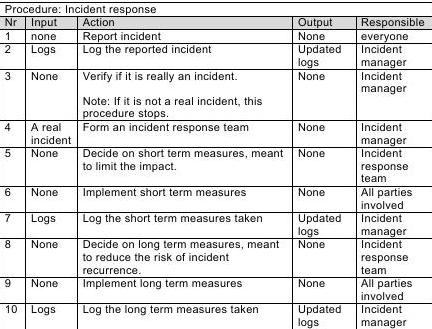 Procedure: Incident response
Nr Input Action Output Responsible
1 none Report incident None everyone
2 Logs Log the reported incident Updated Incident
logs manager
3 None Verify if it is really an incident. None Incident
manager
Note: If it is not a real incident, this
procedure stops.
4 A real Form an incident response team None Incident
incident manager
5 None Decide on short term measures, meant None Incident
to limit the impact. response
team
6 None Implement short term measures None All parties
involved
7 Logs Log the short term measures taken Updated Incident
logs manager
8 None Decide on long term measures, meant None Incident
to reduce the risk of incident response
recurrence. team
9 None Implement long term measures None All parties
involved
10 Logs Log the long term measures taken Updated Incident
logs manager